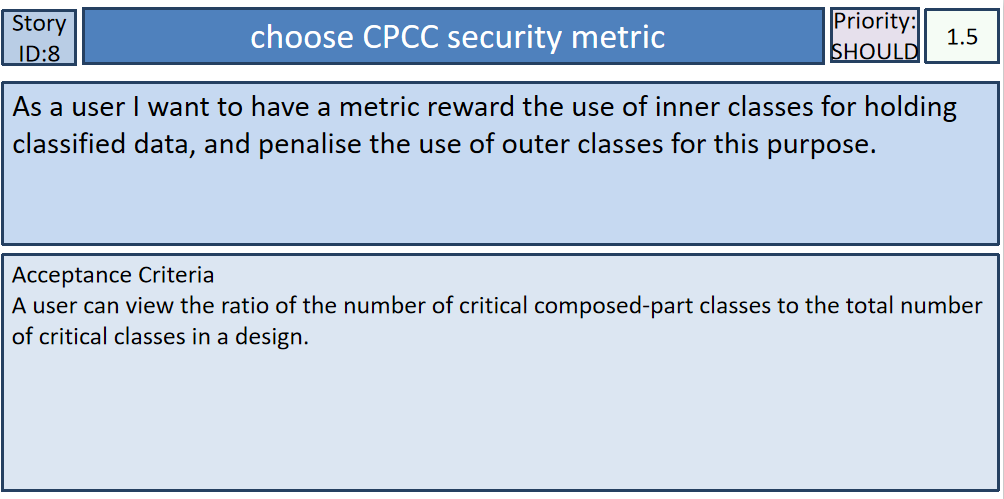 Story
ID:8
choose CPCC security metric
Priority:
SHOULD
1.5
As a user I want to have a metric reward the use of inner classes for holding
classified data, and penalise the use of outer classes for this purpose.
Acceptance Criteria
A user can view the ratio of the number of critical composed-part classes to the total number
of critical classes in a design.